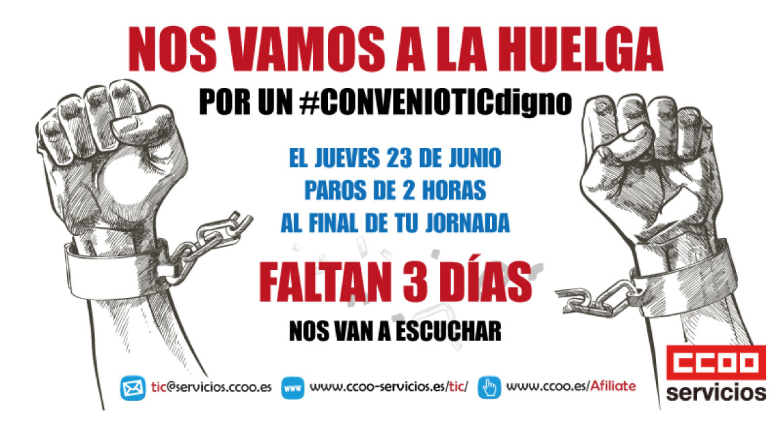 NOS VAMOS A LA HUELGA
POR UN #CONVENIOTICdigno
EL JUEVES 23 DE JUNIO
PAROS DE 2 HORAS
AL FINAL DE TU JORNADA
FALTAN 3 DÍAS
NOS VAN A ESCUCHAR
tic@servicios.ccoo.es www www.ccoo-servicios.es/tic/ www.ccoo.es/Afiliate
CCOO
servicios